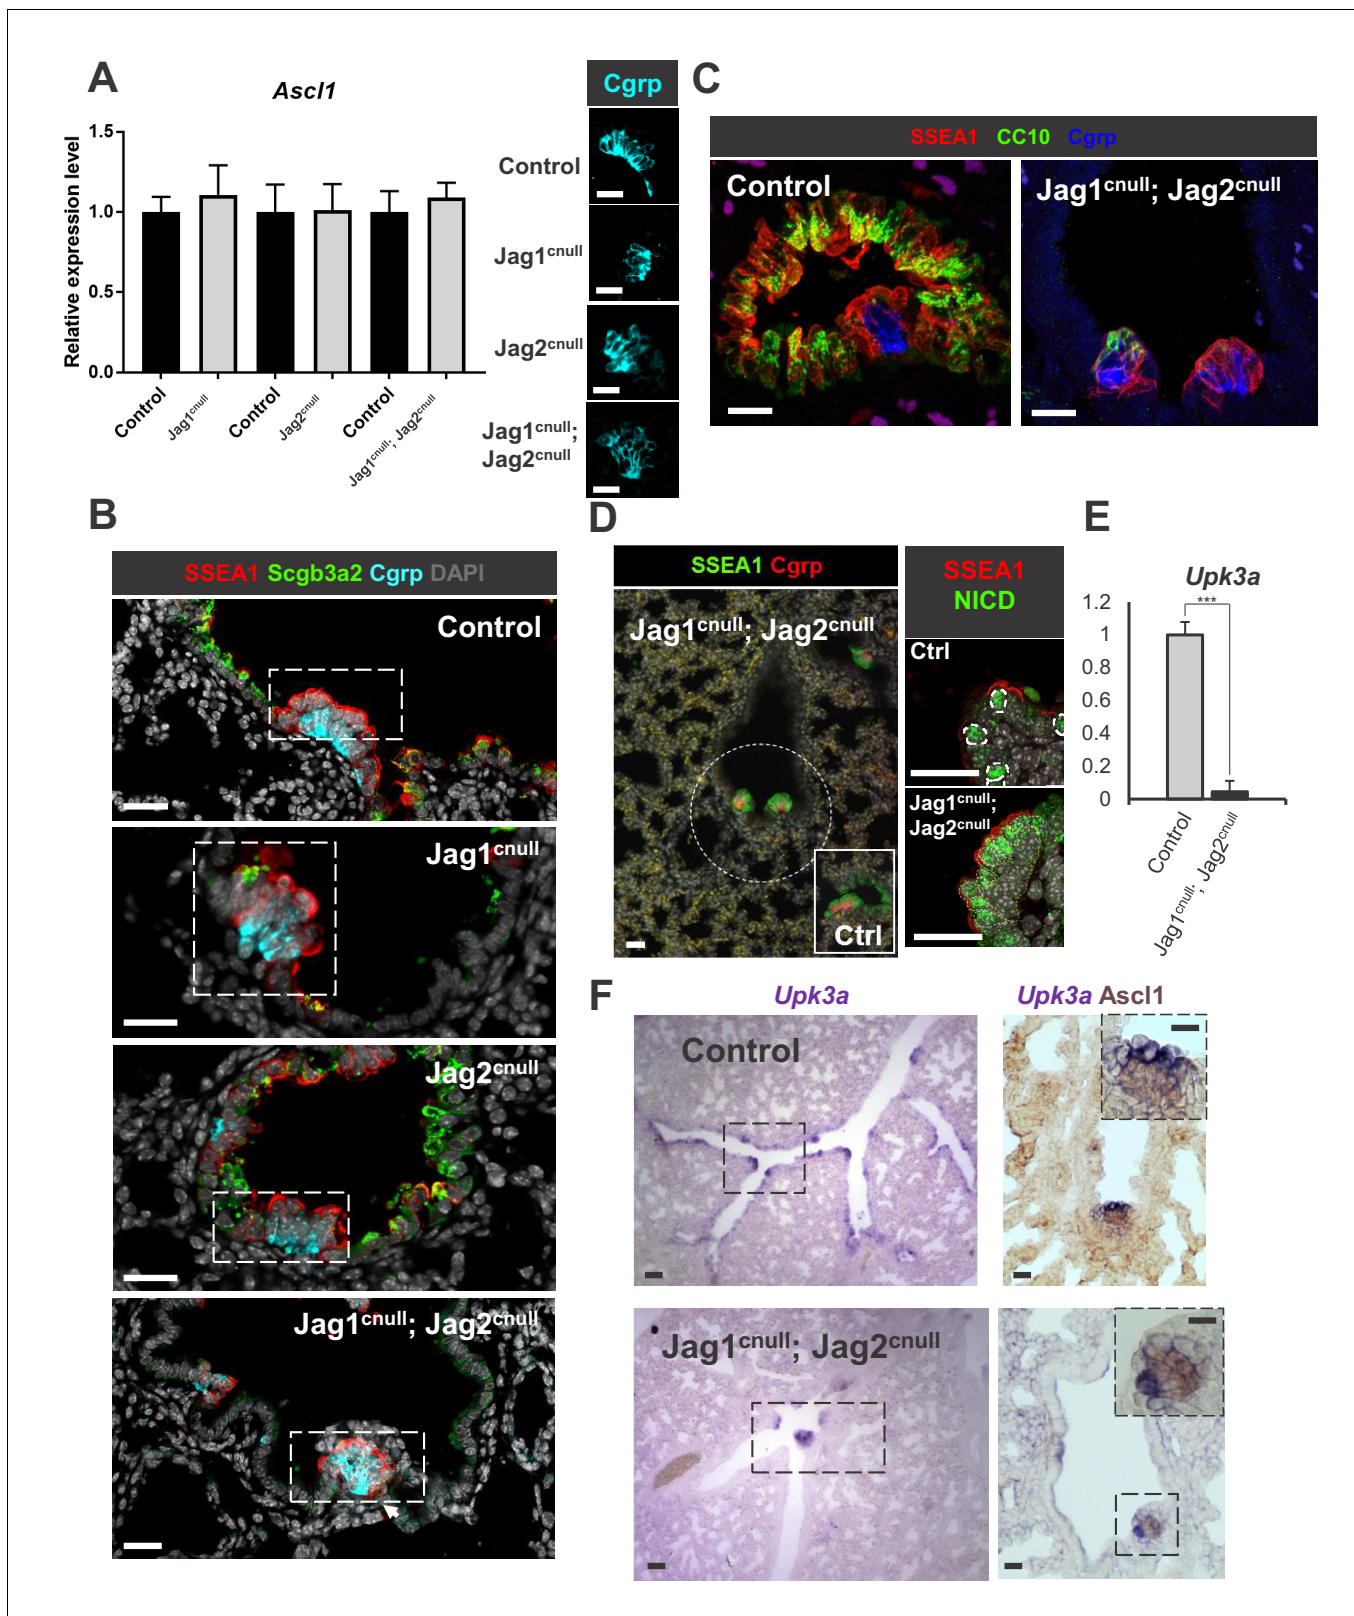 A
Ascl1
Relative expression level
1.5
1.0
0.5
0.0
Control
Jag1cnull
Control
Jag2cnull
Control
Jag1cnull; Jag2cnull
Cgrp
Control
Jag1cnull
Jag2cnull
Jag1cnull;
Jag2cnull
C
SSEA1 CC10 Cgrp
Control
Jag1cnull; Jag2cnull
B
SSEA1 Scgb3a2 Cgrp DAPI
Control
Jag1cnull
Jag2cnull
Jag1cnull; Jag2cnull
D
SSEA1 Cgrp
Jag1cnull; Jag2cnull
Ctrl
SSEA1
NICD
Ctrl
Jag1cnull;
Jag2cnull
E
Upk3a
***
1.2
1
0.8
0.6
0.4
0.2
0
Control
Jag1cnull; Jag2cnull
F
Upk3a
Control
Upk3a Ascl1
Jag1cnull; Jag2cnull